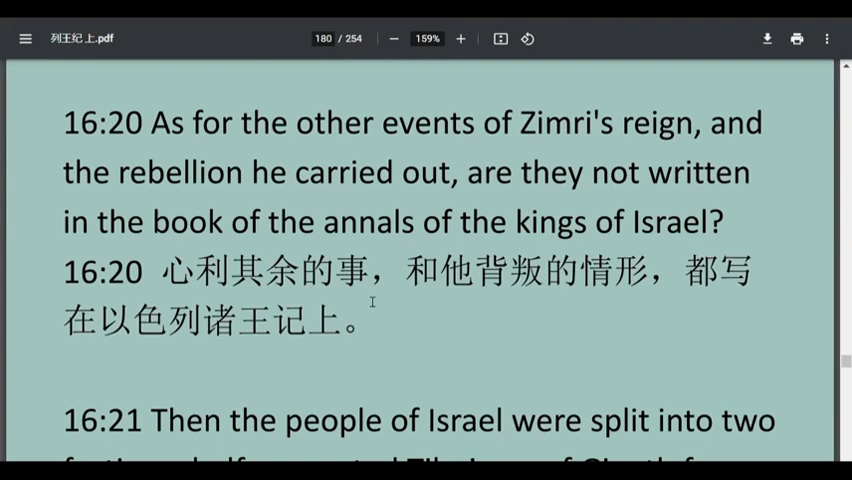 列王纪 上.pdf
180 / 254
159%
16:20 As for the other events of Zimri's reign, and
the rebellion he carried out, are they not written
in the book of the annals of the kings of Israel?
16:20 心利其余的事，和他背叛的情形，都写
在以色列诸王记上。
16:21 Then the people of Israel were split into two